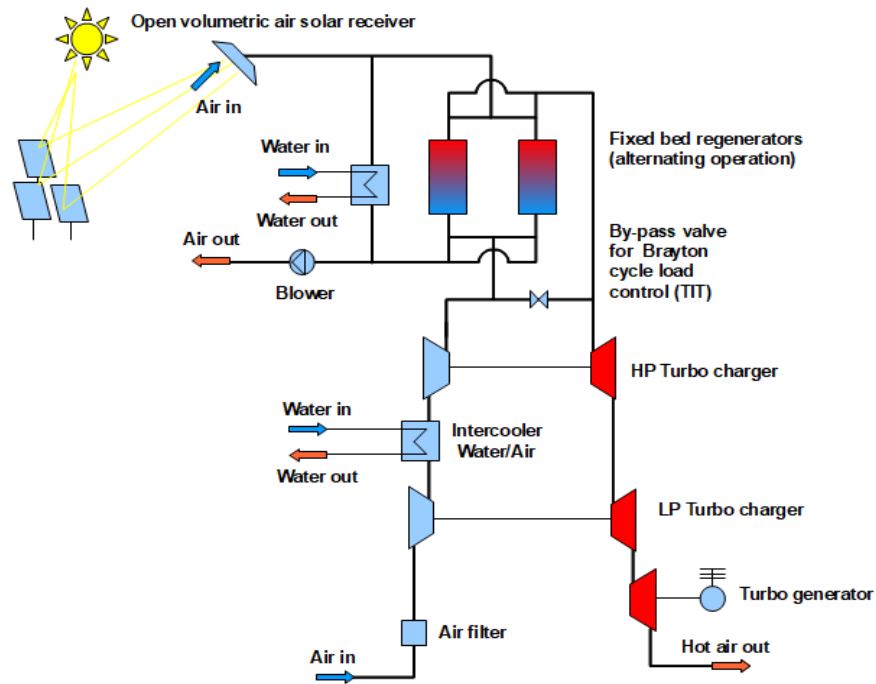 Open volumetric air solar receiver
Air in
Water in
Water out
Air out
Blower
Fixed bed regenerators
(alternating operation)
By-pass valve
for Brayton
cycle load
control (TIT)
HP Turbo charger
Water in
Intercooler
Water/Air
Water out
LP Turbo charger
Turbo generator
Air filter
Hot air out
Air in